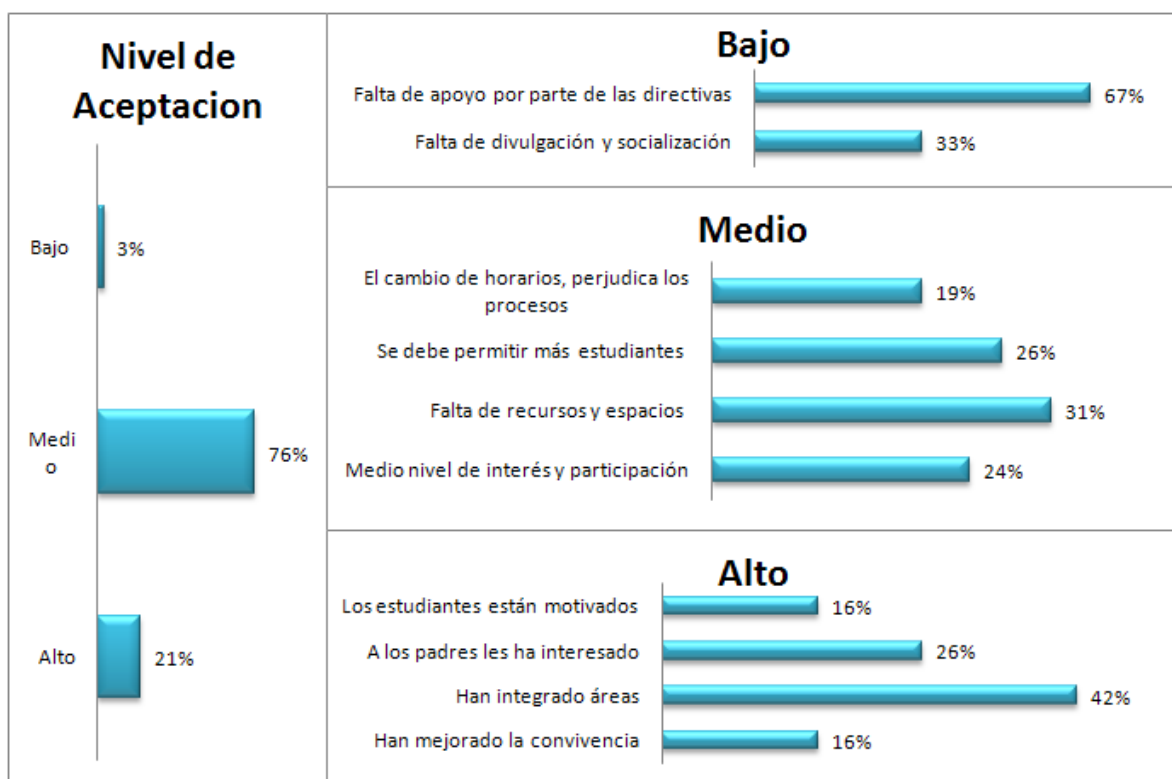 Nivel de
Aceptacion
Bajo
3%
Medi
o
76%
Alto
21%
Bajo
Falta de apoyo por parte de las directivas
67%
Falta de divulgación y socialización
33%
Medio
El cambio de horarios, perjudica los
procesos
19%
Se debe permitir más estudiantes
26%
Falta de recursos y espacios
31%
Medio nivel de interés y participación
24%
Alto
Los estudiantes están motivados
16%
A los padres les ha interesado
26%
Han integrado áreas
42%
Han mejorado la convivencia
16%